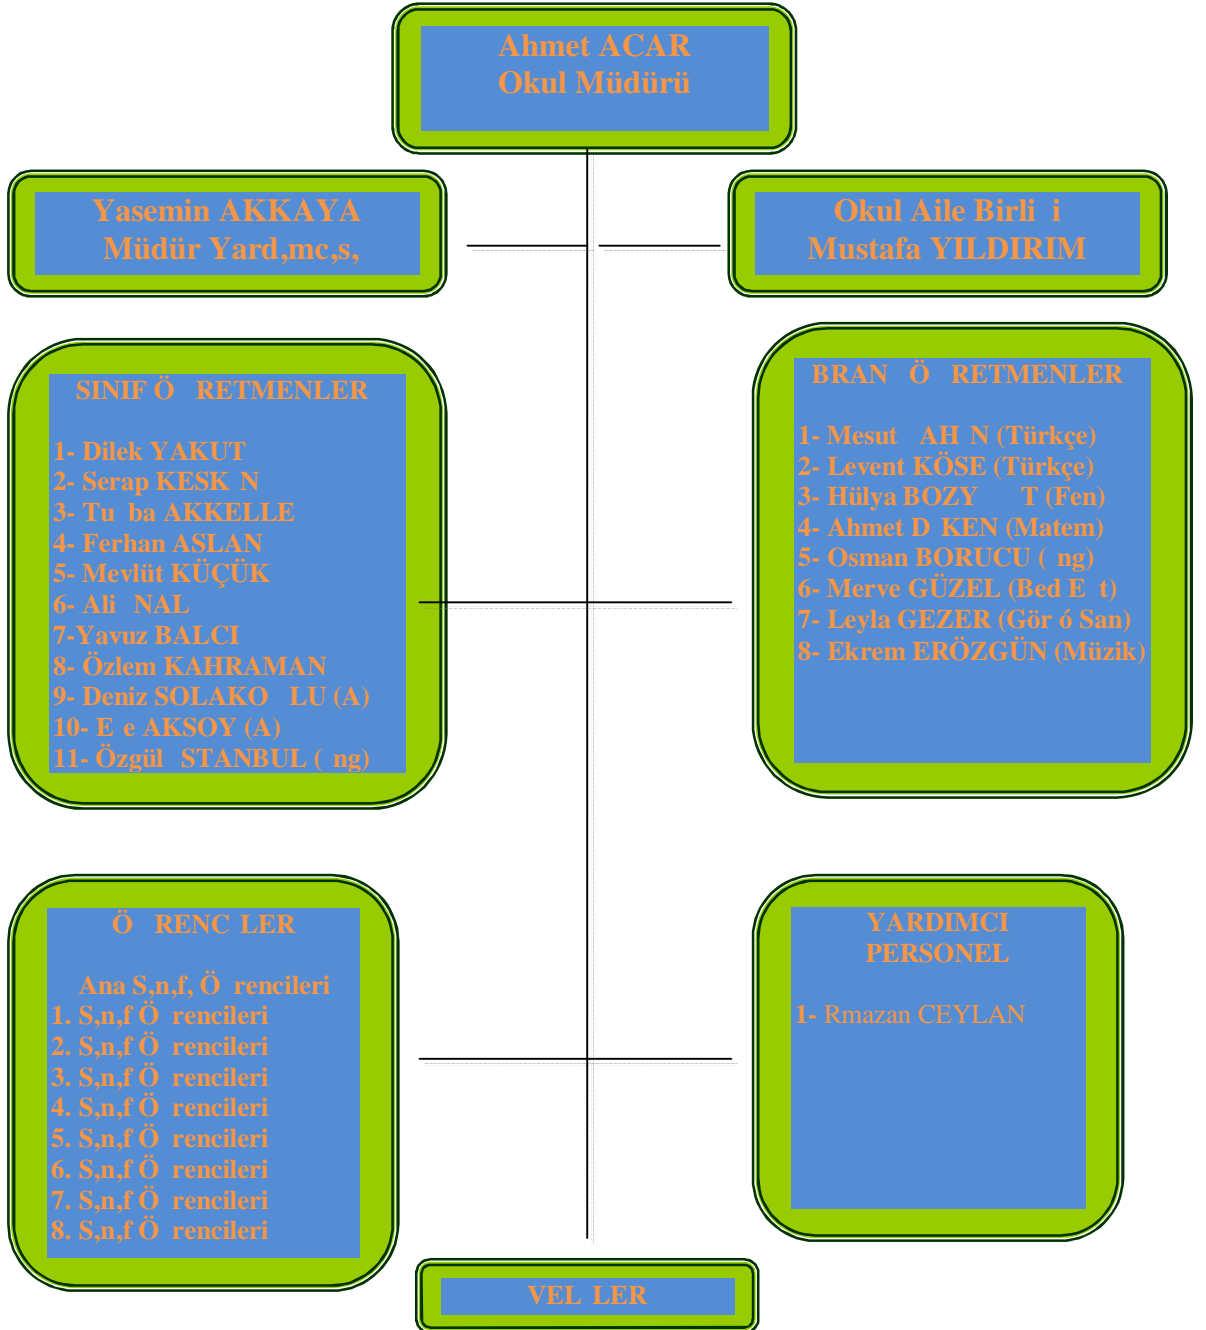 Ahmet ACAR
Okul Müdürü
Yasemin AKKAYA
Müdür Yard,mc,s,
Okul Aile Birli i
Mustafa YILDIRIM
SINIF Ö RETMENLER
1- Dilek YAKUT
2- Serap KESK N
3- Tu ba AKKELLE
4- Ferhan ASLAN
5- Mevlüt KÜÇÜK
6- Ali NAL
7-Yavuz BALCI
8- Özlem KAHRAMAN
9- Deniz SOLAKO LU (A)
10- E e AKSOY (A)
11- Özgül STANBUL ( ng)
BRAN Ö RETMENLER
1- Mesut AH N (Türkçe)
2- Levent KÖSE (Türkçe)
3- Hülya BOZY T (Fen)
4- Ahmet D KEN (Matem)
5- Osman BORUCU ( ng)
6- Merve GÜZEL (Bed E t)
7- Leyla GEZER (Gör ó San)
8- Ekrem ERÖZGÜN (Müzik)
Ö RENC LER
Ana S,n,f, Ö rencileri
1. S,n,f Ö rencileri
2. S,n,f Ö rencileri
3. S,n,f Ö rencileri
4. S,n,f Ö rencileri
5. S,n,f Ö rencileri
6. S,n,f Ö rencileri
7. S,n,f Ö rencileri
8. S,n,f Ö rencileri
YARDIMCI
PERSONEL
1- Rmazan CEYLAN
VEL LER